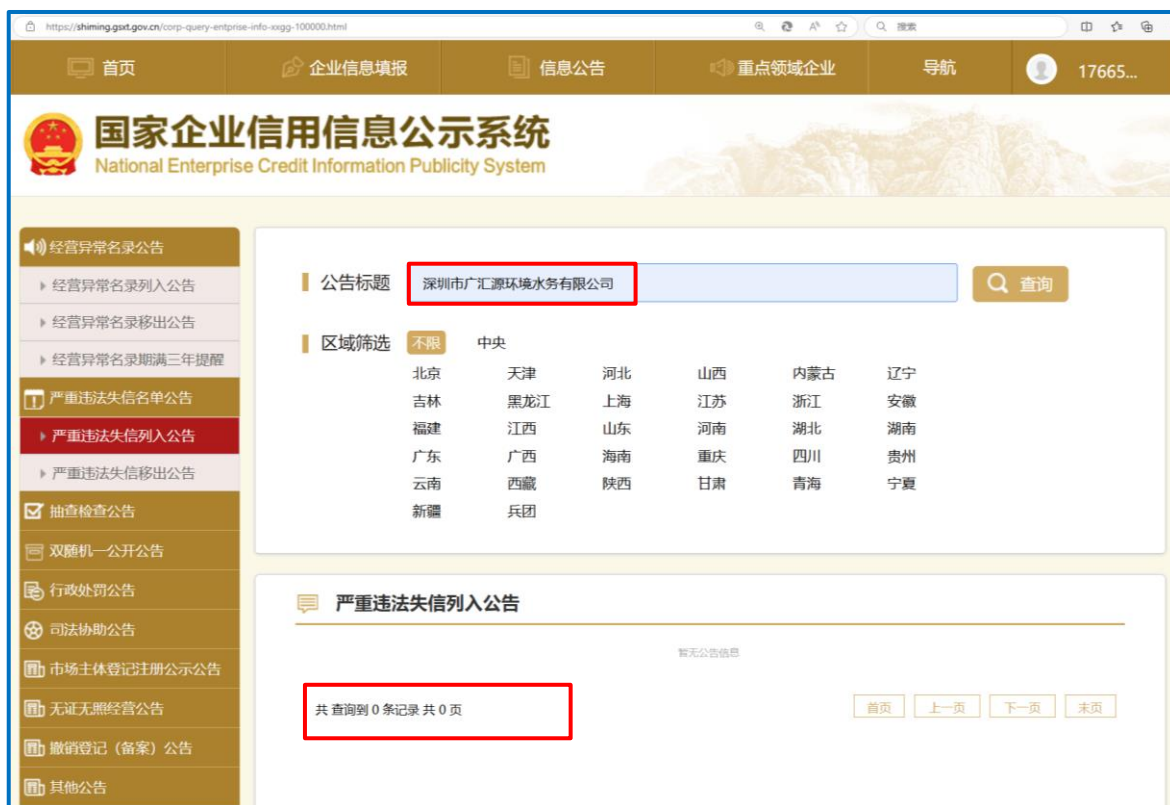 https://shiming.gsxt.gov.cn/corp-query-entprise-info-xxgg-100000.html
搜索
首页 企业信息填报 信息公告 重点领域企业 导航 17665...
国家企业信用信息公示系统
National Enterprise Credit Information Publicity System
经营异常名录公告
经营异常名录列入公告
经营异常名录移出公告
经营异常名录期满三年提醒
严重违法失信名单公告
严重违法失信列入公告
严重违法失信移出公告
抽查检查公告
双随机一公开公告
行政处罚公告
司法协助公告
市场主体登记注册公示公告
无证无照经营公告
撤销登记（备案）公告
其他公告
公告标题 深圳市广汇源环境水务有限公司 查询
区域筛选 不限 中央
北京 天津 河北 山西 内蒙古 辽宁
吉林 黑龙江 上海 江苏 浙江 安徽
福建 江西 山东 河南 湖北 湖南
广东 广西 海南 重庆 四川 贵州
云南 西藏 陕西 甘肃 青海 宁夏
新疆 兵团
严重违法失信列入公告
暂无公告信息
共 查询到 0 条记录 共 0 页
首页 上一页 下一页 末页